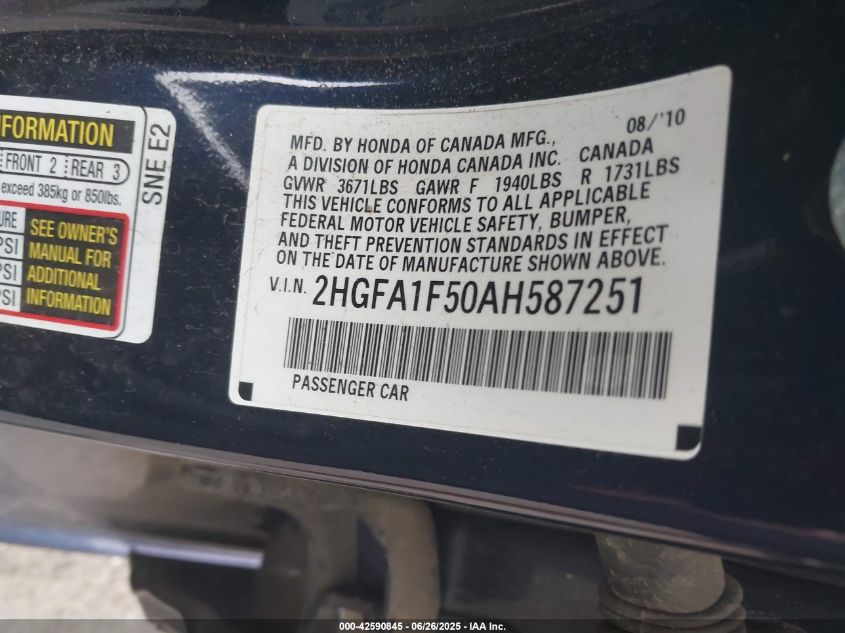 NFORMATION
FRONT 2 REAR 3
exceed 385kg or 850lbs.
URE
PSI
PSI
PSI
SEE OWNER'S
MANUAL FOR
ADDITIONAL
INFORMATION
SNE E2
08/'10
MFD. BY HONDA OF CANADA MFG.,
A DIVISION OF HONDA CANADA INC. CANADA
GVWR 3671LBS GAWR F 1940LBS R 1731LBS
THIS VEHICLE CONFORMS TO ALL APPLICABLE
FEDERAL MOTOR VEHICLE SAFETY, BUMPER,
AND THEFT PREVENTION STANDARDS IN EFFECT
ON THE DATE OF MANUFACTURE SHOWN ABOVE.
V.I.N. 2HGFA1F50AH587251
PASSENGER CAR
000-42590845 - 06/26/2025 - IAA Inc.